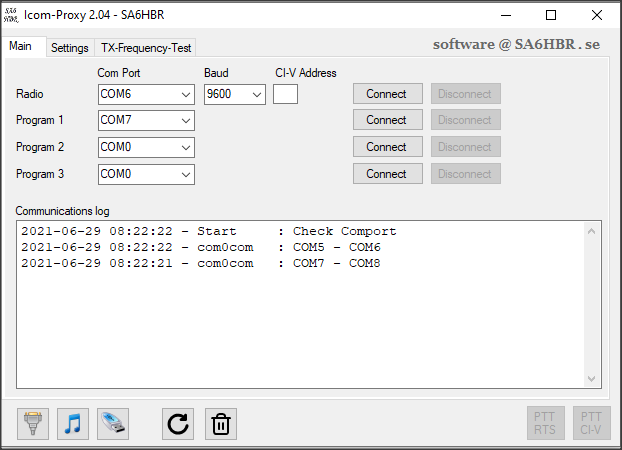 SA6
HBR.
Icom-Proxy 2.04 - SA6HBR
Main Settings TX-Frequency-Test
software @ SA6HBR.se
Com Port Baud CI-V Address
Radio COM6 9600 Connect Disconnect
Program 1 COM7 Connect Disconnect
Program 2 COM0 Connect Disconnect
Program 3 COM0 Connect Disconnect
Communications log
2021-06-29 08:22:22 - Start : Check Comport
2021-06-29 08:22:22 - com0com : COM5 - COM6
2021-06-29 08:22:21 - com0com : COM7 - COM8
PTT RTS
PTT CI-V